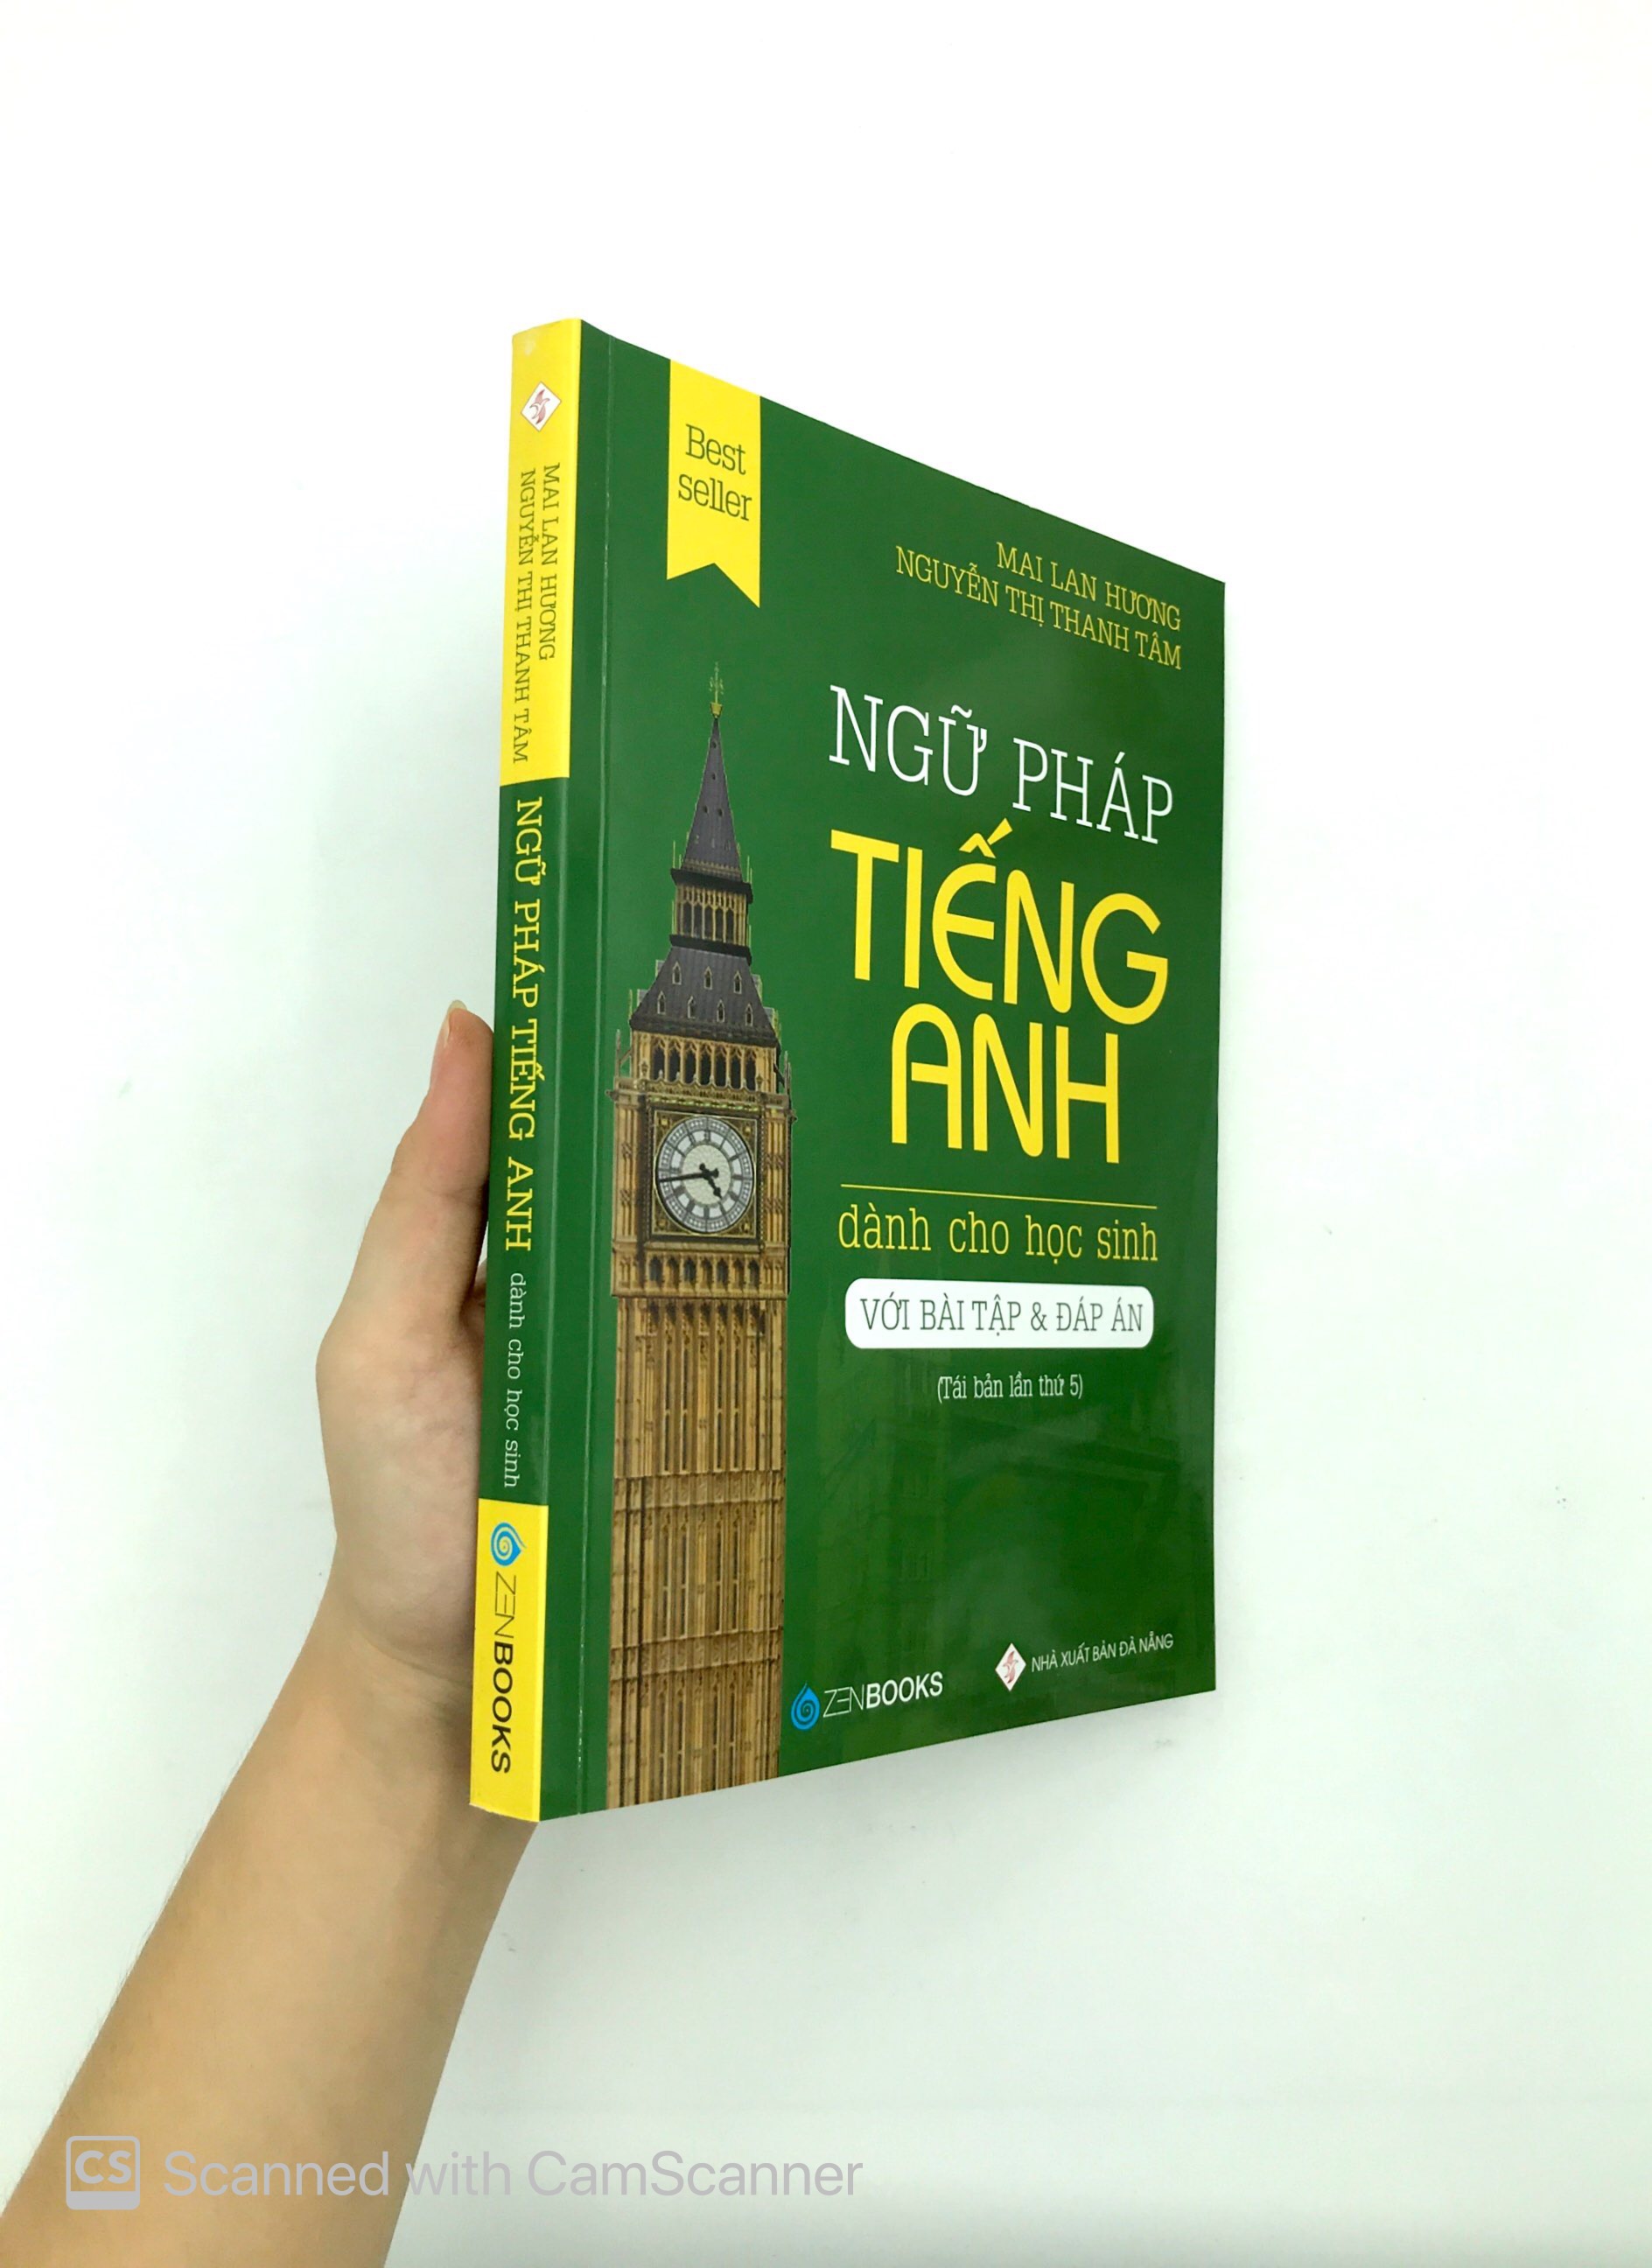 MAI LAN HƯƠNG
NGUYỄN THỊ THANH TÂM
NGỮ PHÁP TIẾNG ANH dành cho học sinh
ZENBOOKS
Best
seller
MAI LAN HƯƠNG
NGUYỄN THỊ THANH TÂM
NGỮ PHÁP
TIẾNG
ANH
dành cho học sinh
VỚI BÀI TẬP & ĐÁP ÁN
(Tái bản lần thứ 5)
ZENBOOKS
NHÀ XUẤT BẢN ĐÀ NẴNG
CS Scanned with CamScanner